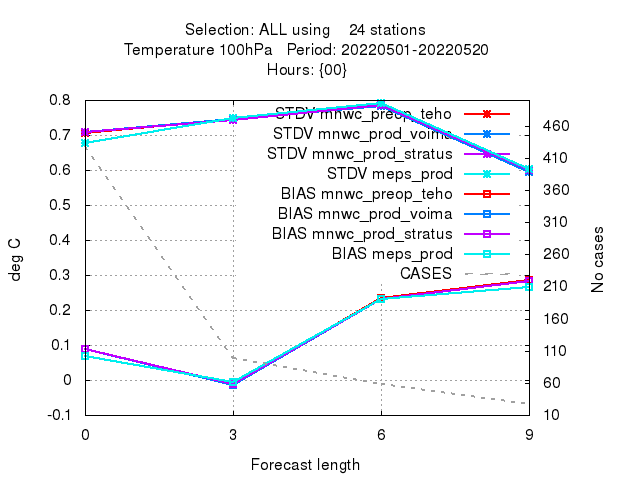 Selection: ALL using    24 stations
Temperature 100hPa   Period: 20220501-20220520
Hours: {00}
0.8
0.7
0.6
0.5
0.4
0.3
0.2
0.1
0
-0.1
deg C
STDV mnwc_preop_teho
STDV mnwc_prod_voima
STDV mnwc_prod_stratus
STDV meps_prod
BIAS mnwc_preop_teho
BIAS mnwc_prod_voima
BIAS mnwc_prod_stratus
BIAS meps_prod
CASES
460
410
360
310
260
210
160
110
60
10
No cases
0 3 6 9
Forecast length